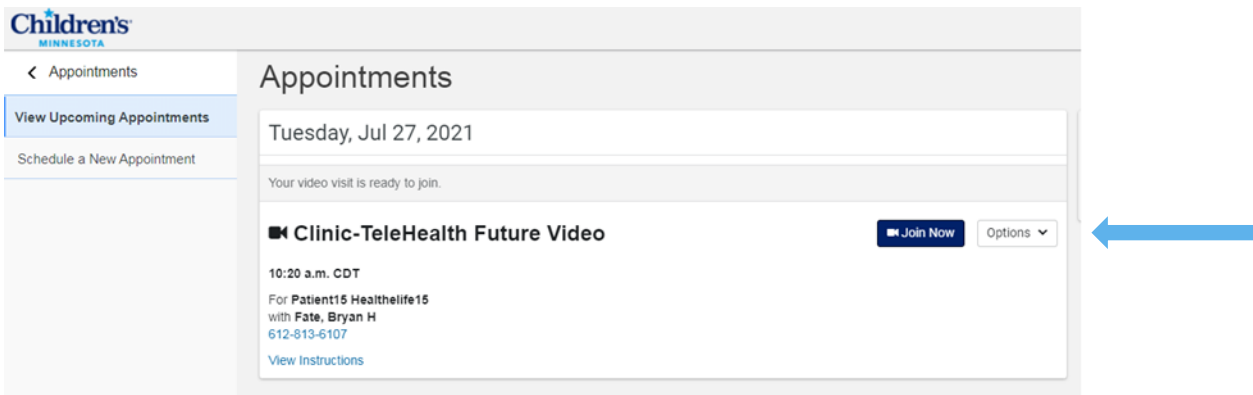 Children's
MINNESOTA
Appointments
View Upcoming Appointments
Schedule a New Appointment
Appointments
Tuesday, Jul 27, 2021
Your video visit is ready to join.
Clinic-TeleHealth Future Video
Join Now
Options
10:20 a.m. CDT
For Patient15 Healthelife15
with Fate, Bryan H
612-813-6107
View Instructions